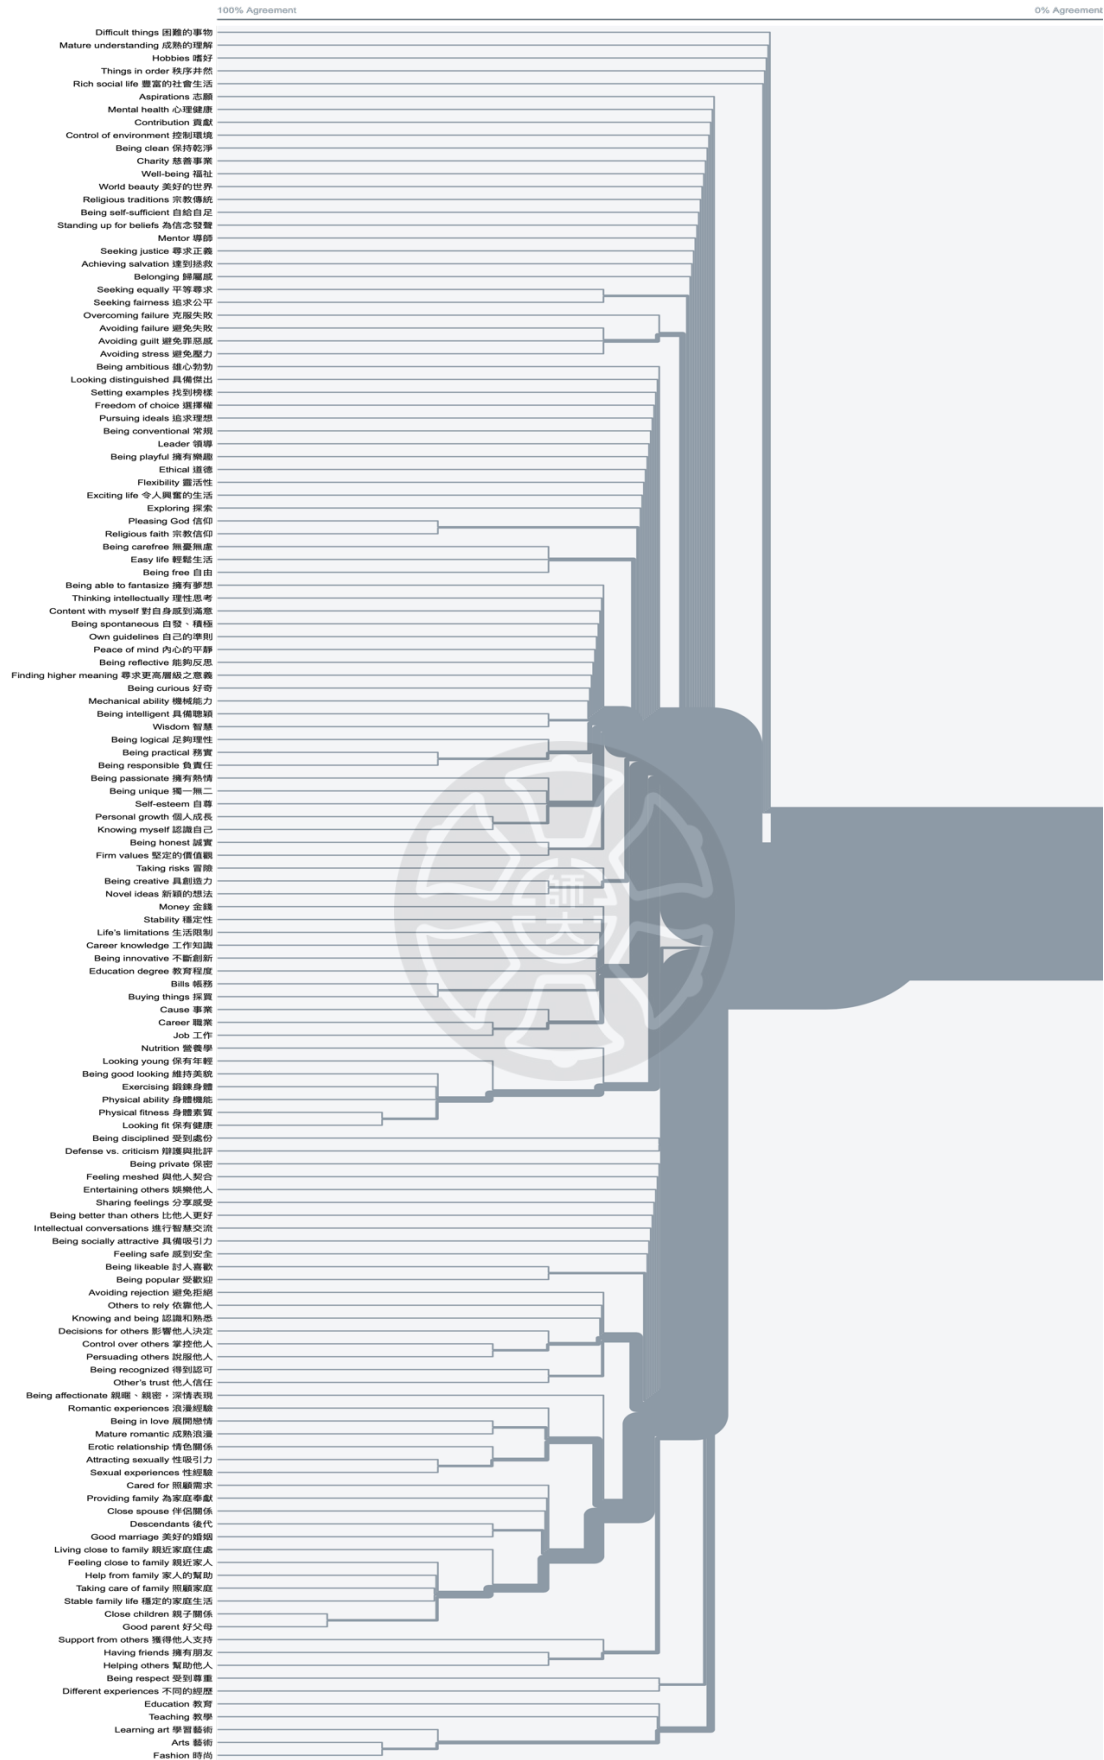 100% Agreement
0% Agreement
Difficult things 困難的事物
Mature understanding 成熟的理解
Hobbies 嗜好
Things in order 秩序井然
Rich social life 豐富的社會生活
Aspirations 志願
Mental health 心理健康
Contribution 貢獻
Control of environment 控制環境
Being clean 保持乾淨
Charity 慈善事業
Well-being 福祉
World beauty 美好的世界
Religious traditions 宗教傳統
Being self-sufficient 自給自足
Standing up for beliefs 為信念發聲
Mentor 導師
Seeking justice 尋求正義
Achieving salvation 達到拯救
Belonging 歸屬感
Seeking equally 平等尋求
Seeking fairness 追求公平
Overcoming failure 克服失敗
Avoiding failure 避免失敗
Avoiding guilt 避免罪惡感
Avoiding stress 避免壓力
Being ambitious 雄心勃勃
Looking distinguished 具備傑出
Setting examples 找到榜樣
Freedom of choice 選擇權
Pursuing ideals 追求理想
Being conventional 常規
Leader 領導
Being playful 擁有樂趣
Ethical 道德
Flexibility 靈活性
Exciting life 令人興奮的生活
Exploring 探索
Pleasing God 信仰
Religious faith 宗教信仰
Being carefree 無憂無慮
Easy life 輕鬆生活
Being free 自由
Being able to fantasize 擁有夢想
Thinking intellectually 理性思考
Content with myself 對自身感到滿意
Being spontaneous 自發、積極
Own guidelines 自己的準則
Peace of mind 內心的平靜
Being reflective 能夠反思
Finding higher meaning 尋求更高層級之意義
Being curious 好奇
Mechanical ability 機械能力
Being intelligent 具備聰穎
Wisdom 智慧
Being logical 足夠理性
Being practical 務實
Being responsible 負責任
Being passionate 擁有熱情
Being unique 獨一無二
Self-esteem 自尊
Personal growth 個人成長
Knowing myself 認識自己
Being honest 誠實
Firm values 堅定的價值觀
Taking risks 冒險
Being creative 具創造力
Novel ideas 新穎的想法
Money 金錢
Stability 穩定性
Life's limitations 生活限制
Career knowledge 工作知識
Being innovative 不斷創新
Education degree 教育程度
Bills 帳務
Buying things 採買
Cause 事業
Career 職業
Job 工作
Nutrition 營養學
Looking young 保有年輕
Being good looking 維持美貌
Exercising 鍛鍊身體
Physical ability 身體機能
Physical fitness 身體素質
Looking fit 保有健康
Being disciplined 受到處份
Defense vs. criticism 辯護與批評
Being private 保密
Feeling meshed 與他人契合
Entertaining others 娛樂他人
Sharing feelings 分享感受
Being better than others 比他人更好
Intellectual conversations 進行智慧交流
Being socially attractive 具備吸引力
Feeling safe 感到安全
Being likeable 討人喜歡
Being popular 受歡迎
Avoiding rejection 避免拒絕
Others to rely 依靠他人
Knowing and being 認識和熟悉
Decisions for others 影響他人決定
Control over others 掌控他人
Persuading others 說服他人
Being recognized 得到認可
Other's trust 他人信任
Being affectionate 親暱、親密、深情表現
Romantic experiences 浪漫經驗
Being in love 展開戀情
Mature romantic 成熟浪漫
Erotic relationship 情色關係
Attracting sexually 性吸引力
Sexual experiences 性經驗
Cared for 照顧需求
Providing family 為家庭奉獻
Close spouse 伴侶關係
Descendants 後代
Good marriage 美好的婚姻
Living close to family 親近家庭住處
Feeling close to family 親近家人
Help from family 家人的幫助
Taking care of family 照顧家庭
Stable family life 穩定的家庭生活
Close children 親子關係
Good parent 好父母
Support from others 獲得他人支持
Having friends 擁有朋友
Helping others 幫助他人
Being respect 受到尊重
Different experiences 不同的經歷
Education 教育
Teaching 教學
Learning art 學習藝術
Arts 藝術
Fashion 時尚
師大